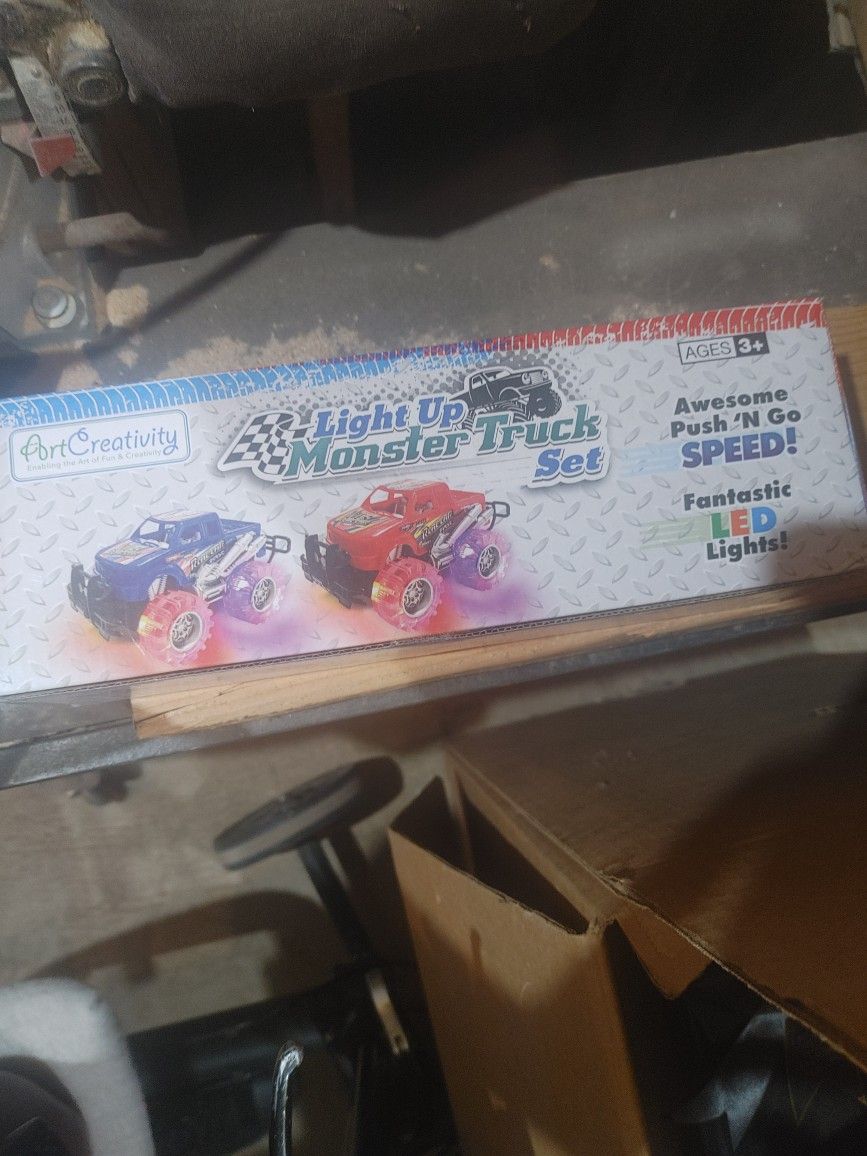 ArtCreativity
Enabling the Art of Fun & Creativity
Light Up
Monster Truck
Set
AGES 3+
Awesome
Push 'N Go
SPEED!
Fantastic
LED
Lights!